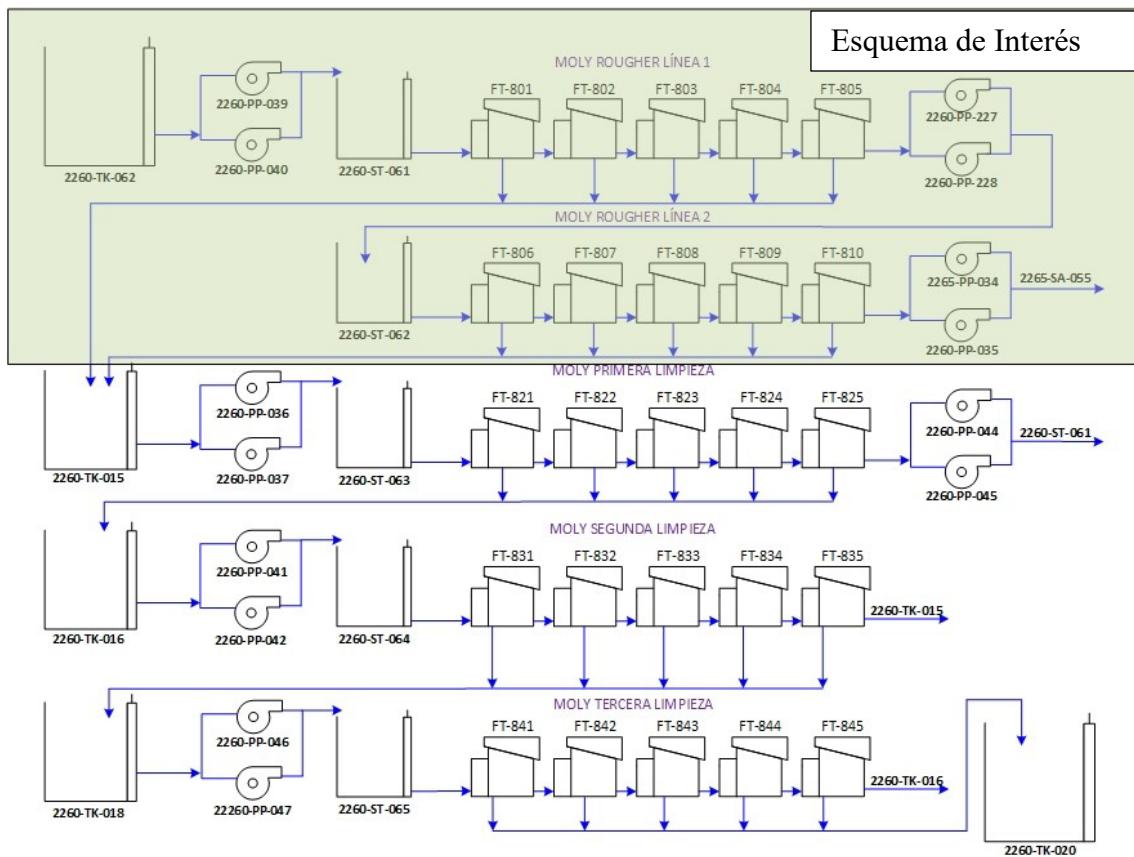 Esquema de Interés
MOLY ROUGHER LÍNEA 1
FT-801 FT-802 FT-803 FT-804 FT-805
2260-PP-039
2260-PP-227
2260-PP-040
2260-PP-228
2260-TK-062
2260-ST-061
MOLY ROUGHER LÍNEA 2
FT-806 FT-807 FT-808 FT-809 FT-810
2265-PP-034
2265-SA-055
2260-ST-062
2260-PP-035
MOLY PRIMERA LIMPIEZA
FT-821 FT-822 FT-823 FT-824 FT-825
2260-PP-036
2260-PP-044
2260-ST-061
2260-TK-015
2260-PP-037
2260-ST-063
2260-PP-045
MOLY SEGUNDA LIMPIEZA
FT-831 FT-832 FT-833 FT-834 FT-835
2260-PP-041
2260-TK-015
2260-TK-016
2260-PP-042
2260-ST-064
MOLY TERCERA LIMPIEZA
FT-841 FT-842 FT-843 FT-844 FT-845
2260-PP-046
2260-TK-016
2260-TK-018
22260-PP-047
2260-ST-065
2260-TK-020